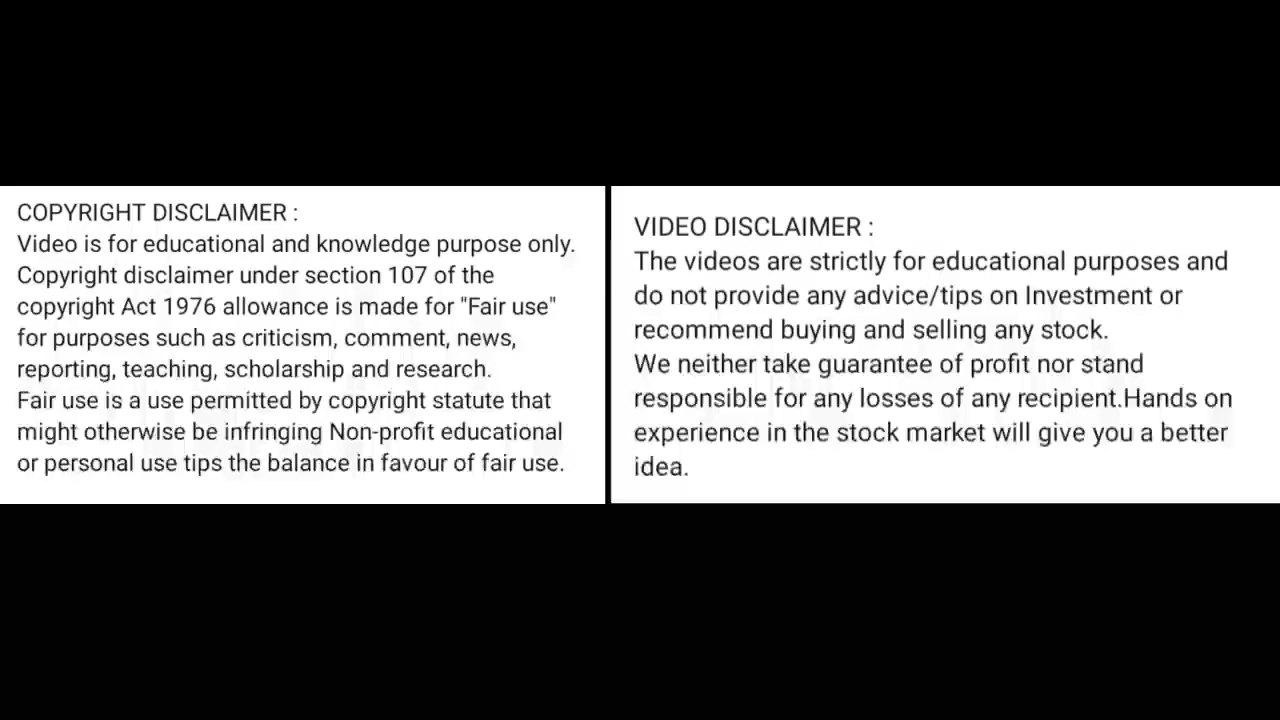 COPYRIGHT DISCLAIMER :
Video is for educational and knowledge purpose only.
Copyright disclaimer under section 107 of the
copyright Act 1976 allowance is made for "Fair use"
for purposes such as criticism, comment, news,
reporting, teaching, scholarship and research.
Fair use is a use permitted by copyright statute that
might otherwise be infringing Non-profit educational
or personal use tips the balance in favour of fair use.
VIDEO DISCLAIMER :
The videos are strictly for educational purposes and
do not provide any advice/tips on Investment or
recommend buying and selling any stock.
We neither take guarantee of profit nor stand
responsible for any losses of any recipient.Hands on
experience in the stock market will give you a better
idea.